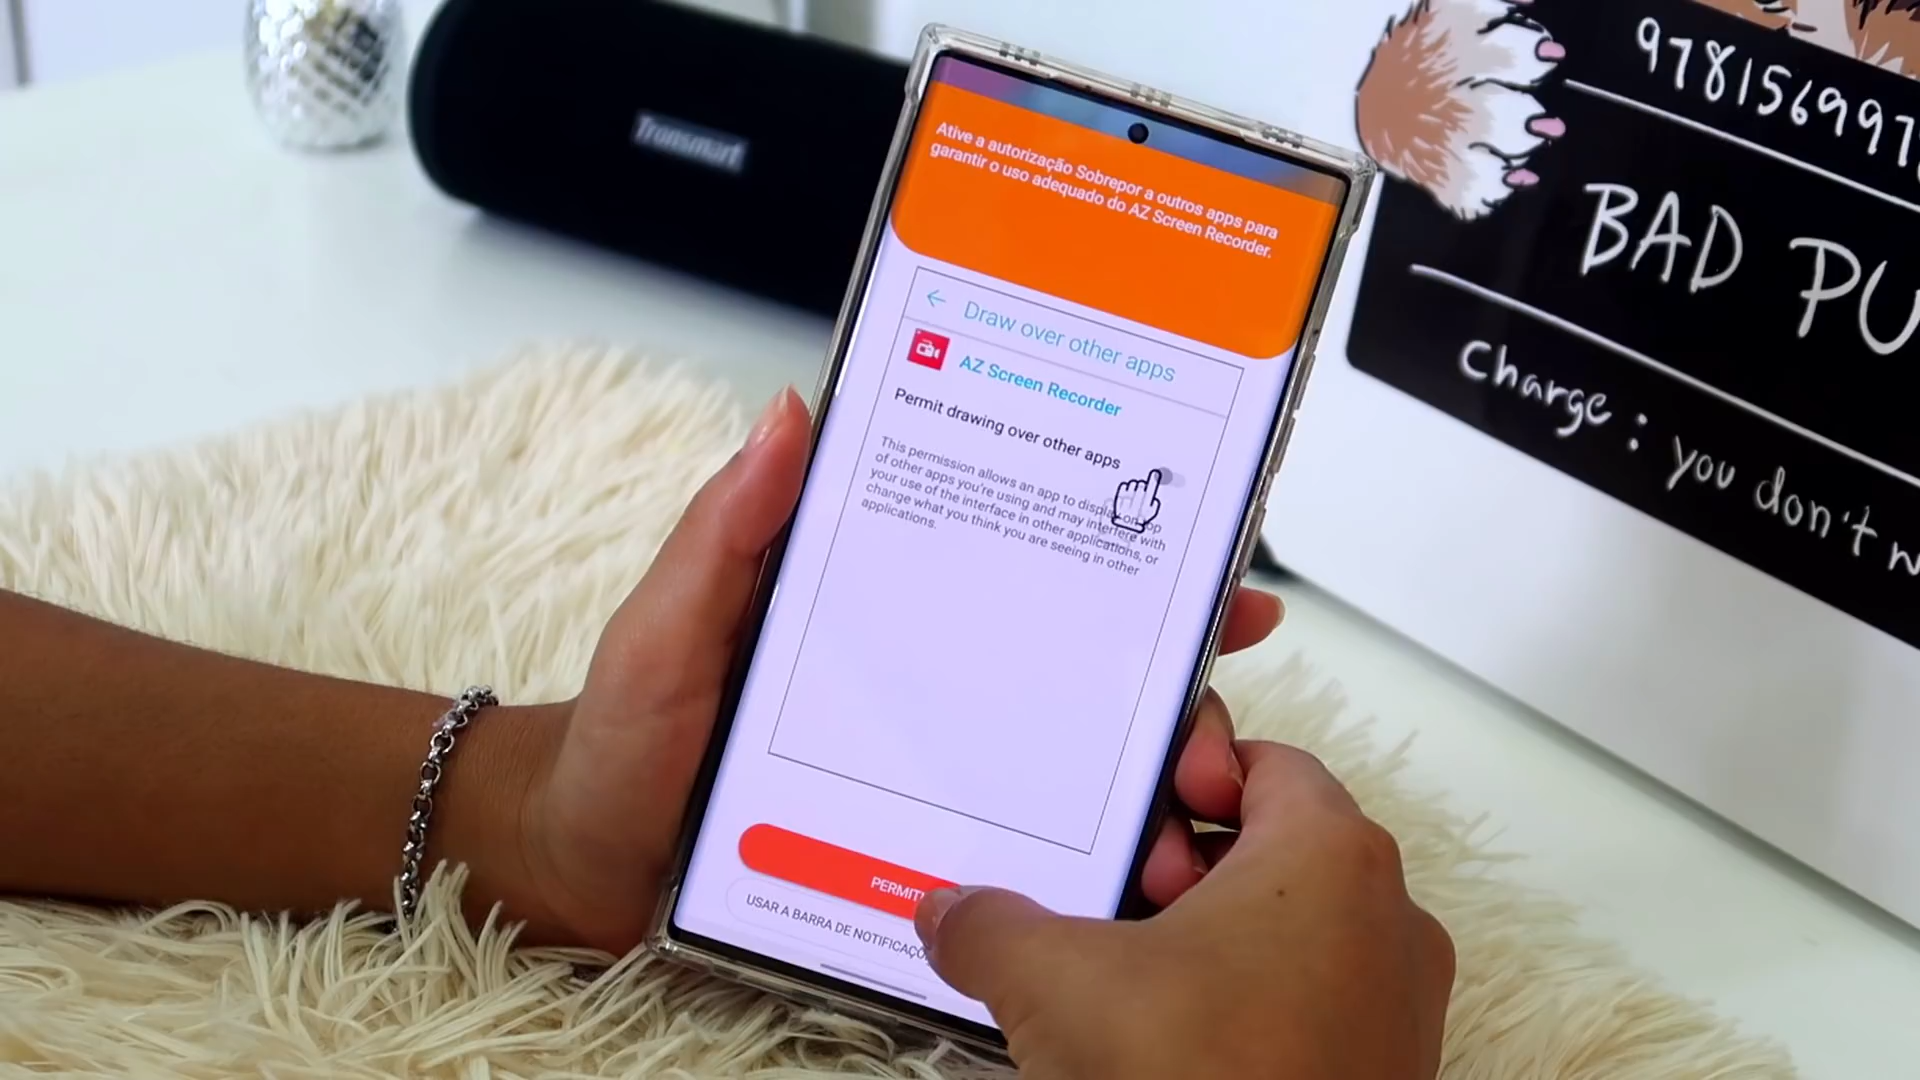 Tronsmart
Ative a autorização Sobrepor a outros apps para
garantir o uso adequado do AZ Screen Recorder.
Draw over other apps
AZ Screen Recorder
Permit drawing over other apps
This permission allows an app to display on top
of other apps you're using and may interfere with
your use of the interface in other applications, or
change what you think you are seeing in other
applications.
PERMIT
USAR A BARRA DE NOTIFICAÇÕ
978156997
BAD PU
Charge: you don't